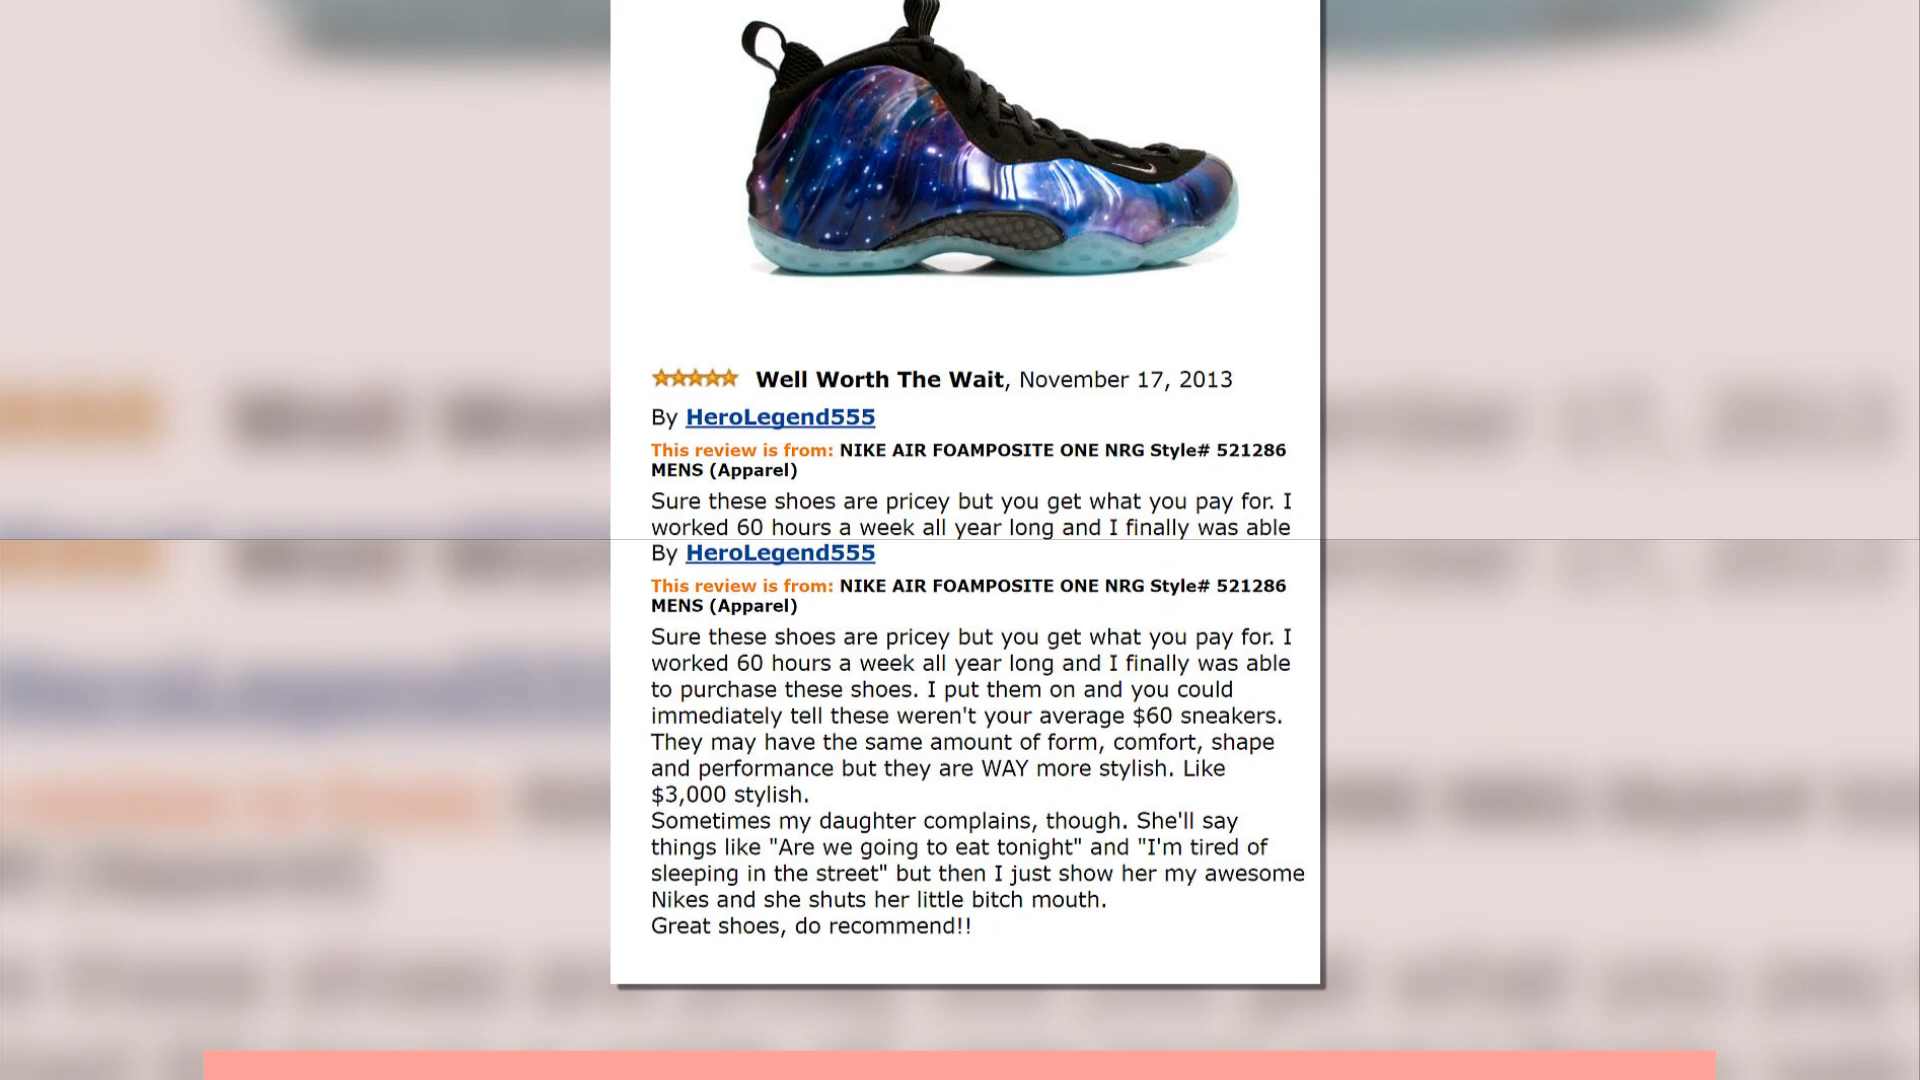 Well Worth The Wait, November 17, 2013
By HeroLegend555
This review is from: NIKE AIR FOAMPOSITE ONE NRG Style# 521286
MENS (Apparel)
Sure these shoes are pricey but you get what you pay for. I
worked 60 hours a week all year long and I finally was able
By HeroLegend555
This review is from: NIKE AIR FOAMPOSITE ONE NRG Style# 521286
MENS (Apparel)
Sure these shoes are pricey but you get what you pay for. I
worked 60 hours a week all year long and I finally was able
to purchase these shoes. I put them on and you could
immediately tell these weren't your average $60 sneakers.
They may have the same amount of form, comfort, shape
and performance but they are WAY more stylish. Like
$3,000 stylish.
Sometimes my daughter complains, though. She'll say
things like "Are we going to eat tonight" and "I'm tired of
sleeping in the street" but then I just show her my awesome
Nikes and she shuts her little bitch mouth.
Great shoes, do recommend!!